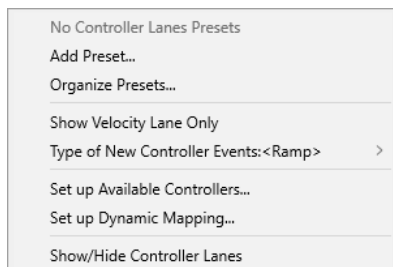 No Controller Lanes Presets
Add Preset...
Organize Presets...
Show Velocity Lane Only
Type of New Controller Events:<Ramp>
Set up Available Controllers...
Set up Dynamic Mapping...
Show/Hide Controller Lanes